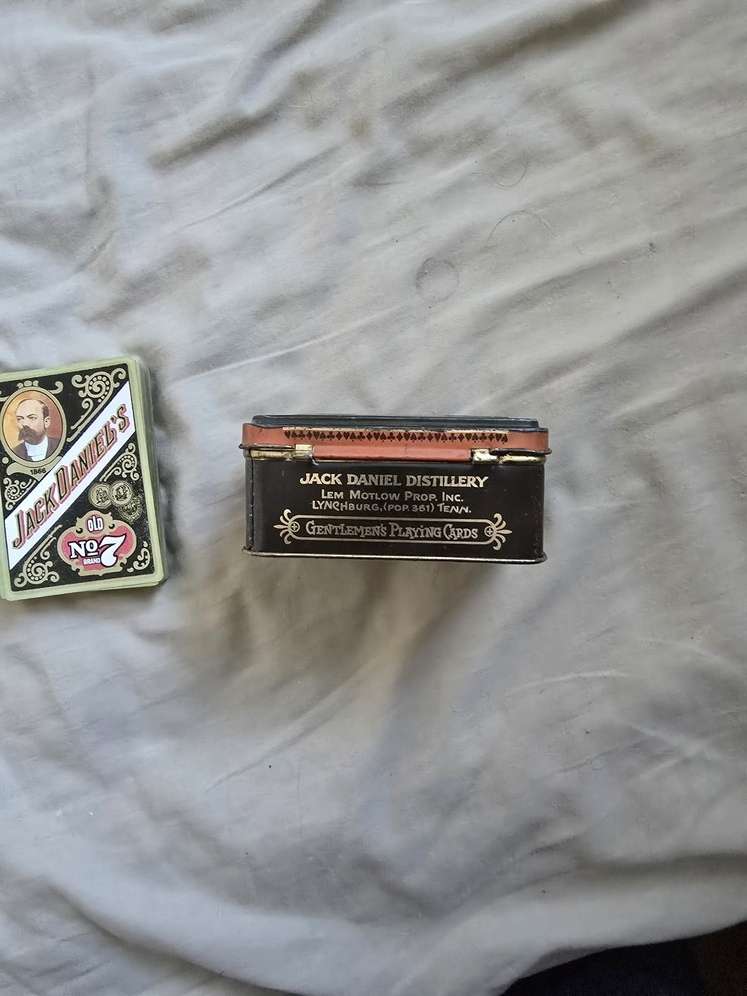 1866
JACK DANIEL'S
OLD
No 7
BRAND
JACK DANIEL DISTILLERY
LEM MOTLOW PROP. INC.
LYNCHBURG, (POP. 361) TENN.
GENTLEMEN'S PLAYING CARDS